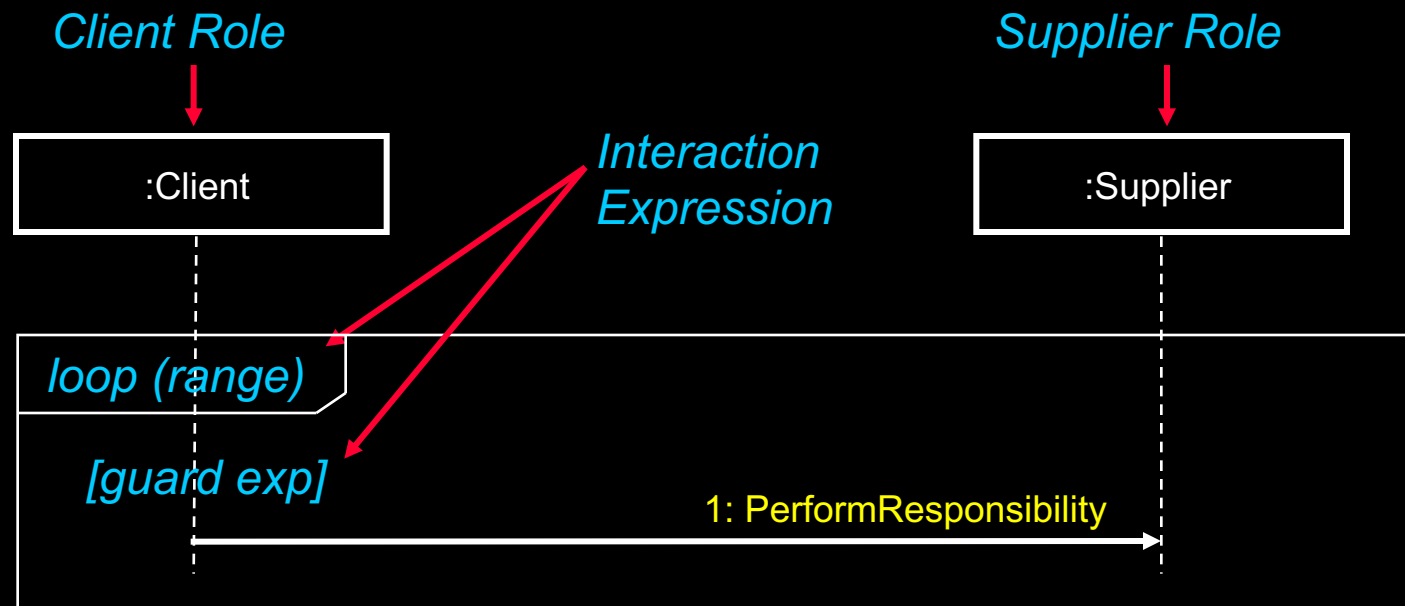 Client Role
Supplier Role
:Client
Interaction
Expression
:Supplier
loop (range)
[guard exp]
1: PerformResponsibility